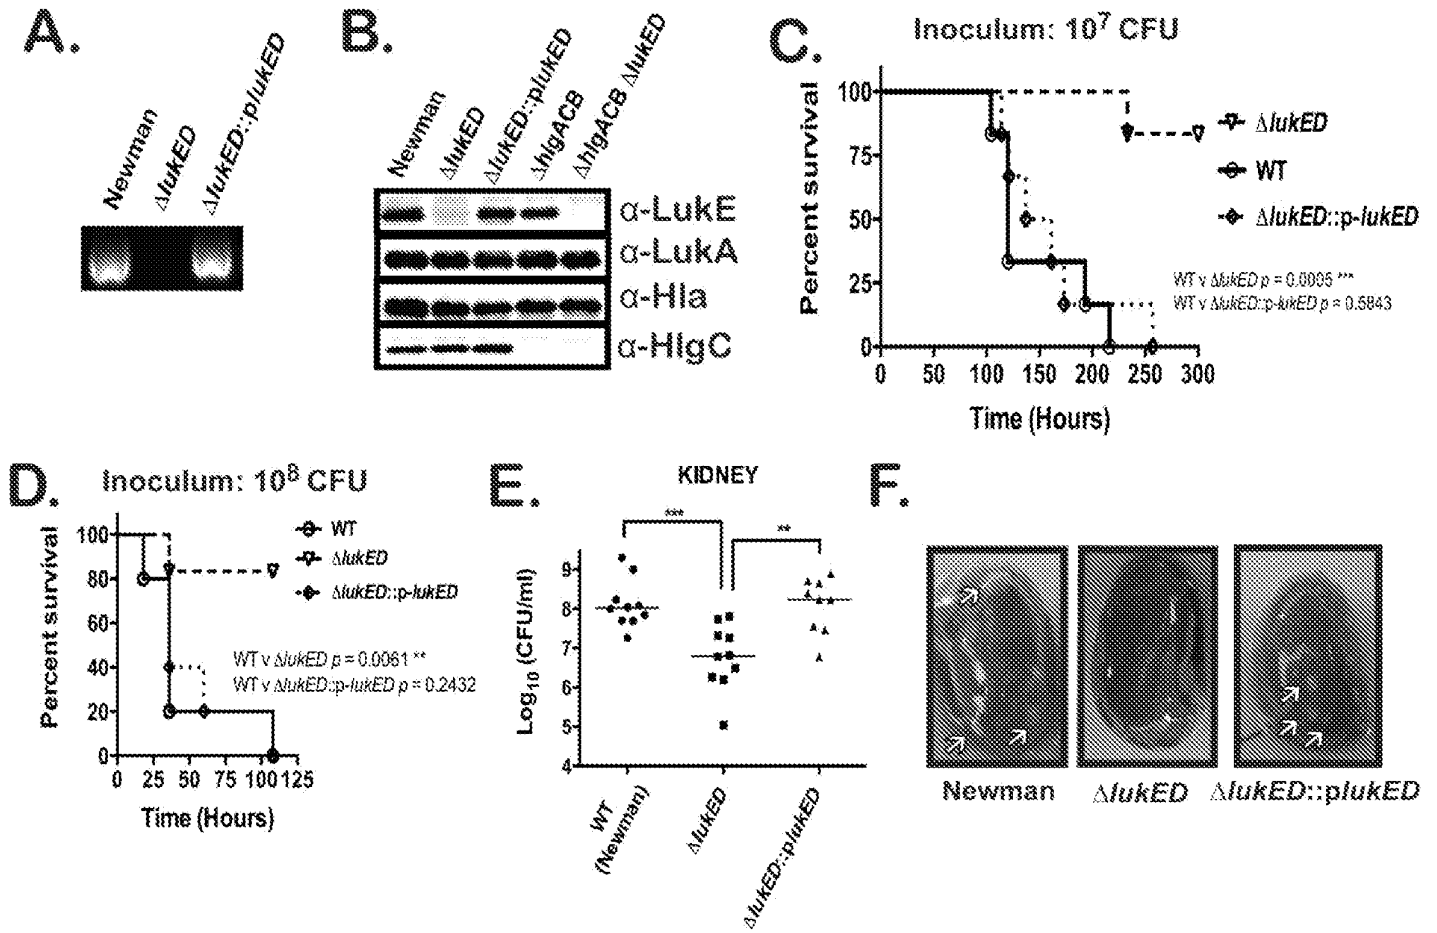 A.
Newman
ΔlukED
ΔlukED::plukED
B.
Newman
ΔlukED
ΔlukED::plukED
ΔhlgACB
ΔhlgACB ΔlukED
α-LukE
α-LukA
α-Hla
α-HlgC
C.
Inoculum: 10⁷ CFU
Percent survival
100
75
50
25
0
0 50 100 150 200 250 300
Time (Hours)
ΔlukED
WT
ΔlukED::p-lukED
WT v ΔlukED p = 0.0005 ***
WT v ΔlukED::p-lukED p = 0.5843
D.
Inoculum: 10⁸ CFU
Percent survival
100
80
60
40
20
0
0 25 50 75 100 125
Time (Hours)
WT
ΔlukED
ΔlukED::p-lukED
WT v ΔlukED p = 0.0061 **
WT v ΔlukED::p-lukED p = 0.2432
E.
KIDNEY
***
**
Log₁₀ (CFU/ml)
9
8
7
6
5
4
WT
(Newman)
ΔlukED
ΔlukED::plukED
F.
Newman
ΔlukED
ΔlukED::plukED